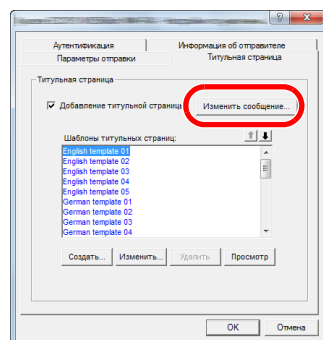 Аутентификация Информация об отправителе
Параметры отправки Титульная страница
Титульная страница
Добавление титульной страницы Изменить сообщение...
Шаблоны титульных страниц:
English template 01
English template 02
English template 03
English template 04
English template 05
German template 01
German template 02
German template 03
German template 04
Создать... Изменить... Удалить Просмотр
OK Отмена